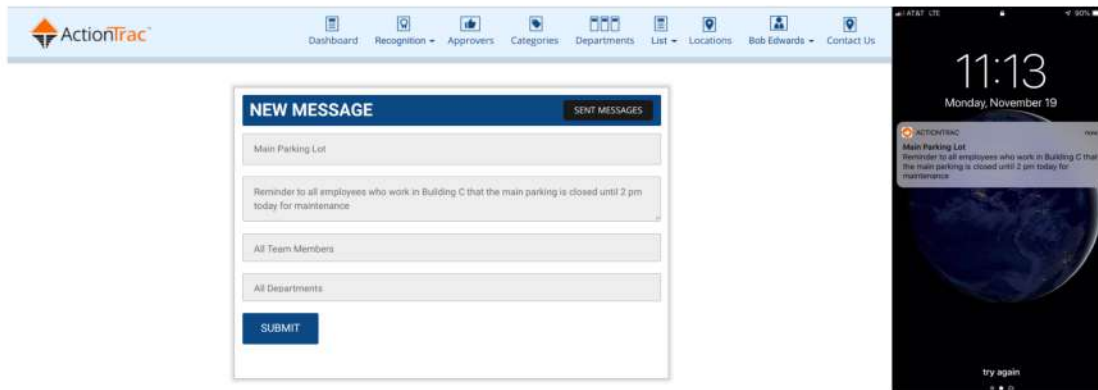 ActionTrac
Dashboard
Recognition
Approvers
Categories
Departments
List
Locations
Bob Edwards
Contact Us
NEW MESSAGE
SENT MESSAGES
Main Parking Lot
Reminder to all employees who work in Building C that the main parking is closed until 2 pm
today for maintenance
All Team Members
All Departments
SUBMIT
AT&T LTE
90%
11:13
Monday, November 19
ACTIONTRAC
now
Main Parking Lot
Reminder to all employees who work in Building C that
the main parking is closed until 2 pm today for
maintenance
try again